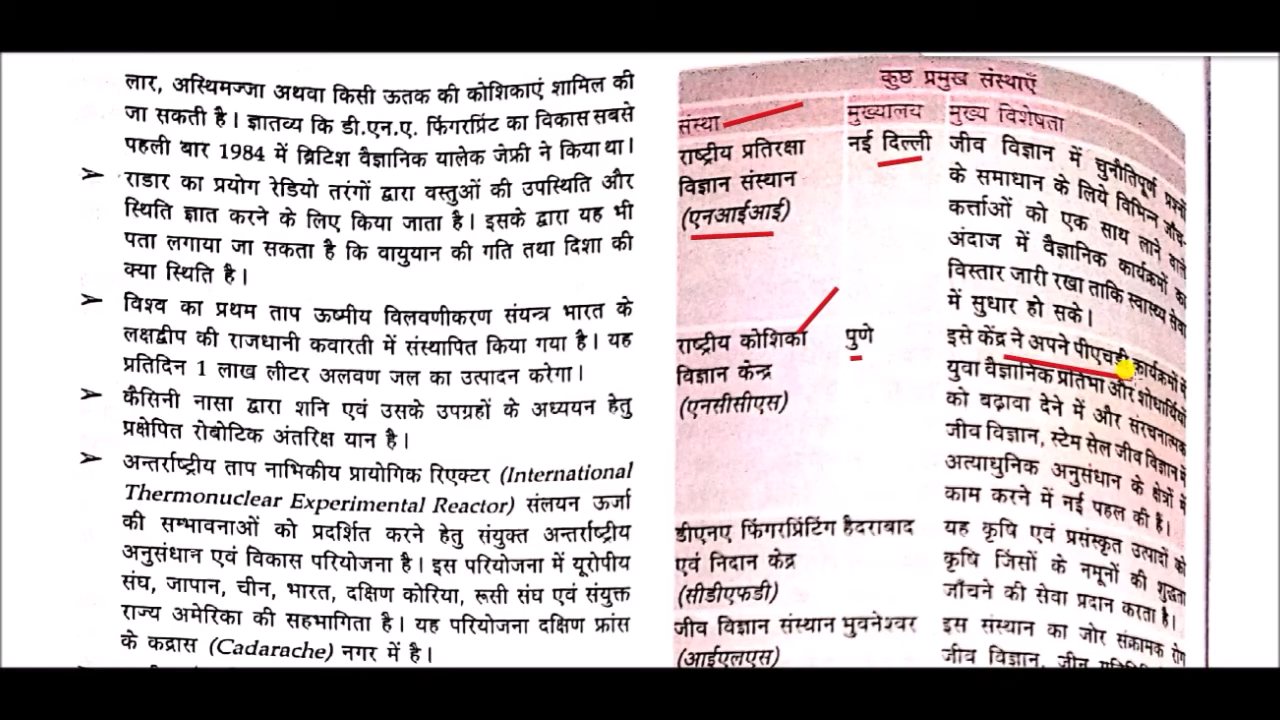 लार, अस्थिमज्जा अथवा किसी ऊतक की कोशिकाएं शामिल की
जा सकती है। ज्ञातव्य कि डी.एन.ए. फिंगरप्रिंट का विकास सबसे
पहली बार 1984 में ब्रिटिश वैज्ञानिक यालेक जेफ्री ने किया था।
➢ राडार का प्रयोग रेडियो तरंगों द्वारा वस्तुओं की उपस्थिति और
स्थिति ज्ञात करने के लिए किया जाता है। इसके द्वारा यह भी
पता लगाया जा सकता है कि वायुयान की गति तथा दिशा की
क्या स्थिति है।
➢ विश्व का प्रथम ताप ऊष्मीय विलवणीकरण संयन्त्र भारत के
लक्षद्वीप की राजधानी कवारती में संस्थापित किया गया है। यह
प्रतिदिन 1 लाख लीटर अलवण जल का उत्पादन करेगा।
➢ कैसिनी नासा द्वारा शनि एवं उसके उपग्रहों के अध्ययन हेतु
प्रक्षेपित रोबोटिक अंतरिक्ष यान है।
➢ अन्तर्राष्ट्रीय ताप नाभिकीय प्रायोगिक रिएक्टर (International
Thermonuclear Experimental Reactor) संलयन ऊर्जा
की सम्भावनाओं को प्रदर्शित करने हेतु संयुक्त अन्तर्राष्ट्रीय
अनुसंधान एवं विकास परियोजना है। इस परियोजना में यूरोपीय
संघ, जापान, चीन, भारत, दक्षिण कोरिया, रूसी संघ एवं संयुक्त
राज्य अमेरिका की सहभागिता है। यह परियोजना दक्षिण फ्रांस
के कद्रास (Cadarache) नगर में है।
कुछ प्रमुख संस्थाएँ
संस्था मुख्यालय मुख्य विशेषता
राष्ट्रीय प्रतिरक्षा
विज्ञान संस्थान
(एनआईआई)
नई दिल्ली
जीव विज्ञान में चुनौतिपूर्ण प्रश्नों
के समाधान के लिये विभिन्न जाँच-
कर्त्ताओं को एक साथ लाने वाले
अंदाज में वैज्ञानिक कार्यक्रमों का
विस्तार जारी रखा ताकि स्वास्थ्य सेवा
में सुधार हो सके।
राष्ट्रीय कोशिका
विज्ञान केन्द्र
(एनसीसीएस)
पुणे
इसे केंद्र ने अपने पीएचडी कार्यक्रमों में
युवा वैज्ञानिक प्रतिभा और शोधार्थियों
को बढ़ावा देने में और संरचनात्मक
जीव विज्ञान, स्टेम सेल जीव विज्ञान में
अत्याधुनिक अनुसंधान के क्षेत्रों में
काम करने में नई पहल की हैं।
डीएनए फिंगरप्रिंटिंग
एवं निदान केंद्र
(सीडीएफडी)
हैदराबाद
यह कृषि एवं प्रसंस्कृत उत्पादों को
कृषि जिंसों के नमूनों की शुद्धता
जाँचने की सेवा प्रदान करता है।
जीव विज्ञान संस्थान
(आईएलएस)
भुवनेश्वर
इस संस्थान का जोर संक्रामक रोग
जीव विज्ञान, जीन